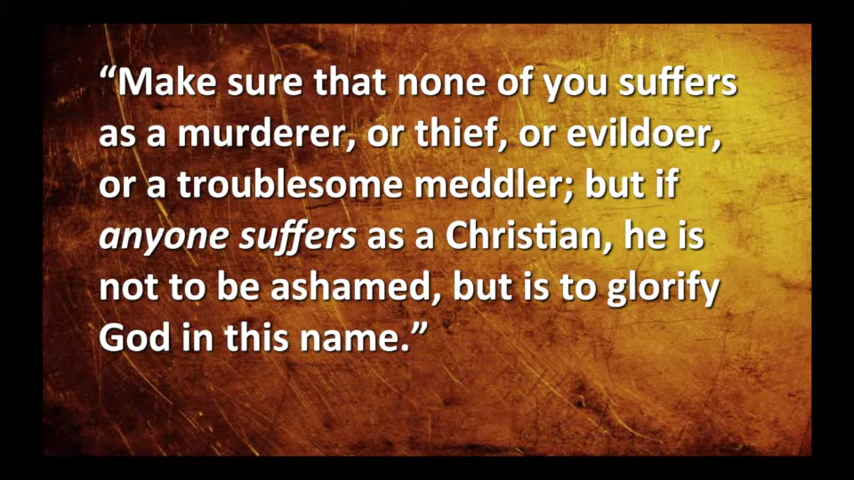 “Make sure that none of you suffers
as a murderer, or thief, or evildoer,
or a troublesome meddler; but if
anyone suffers as a Christian, he is
not to be ashamed, but is to glorify
God in this name.”